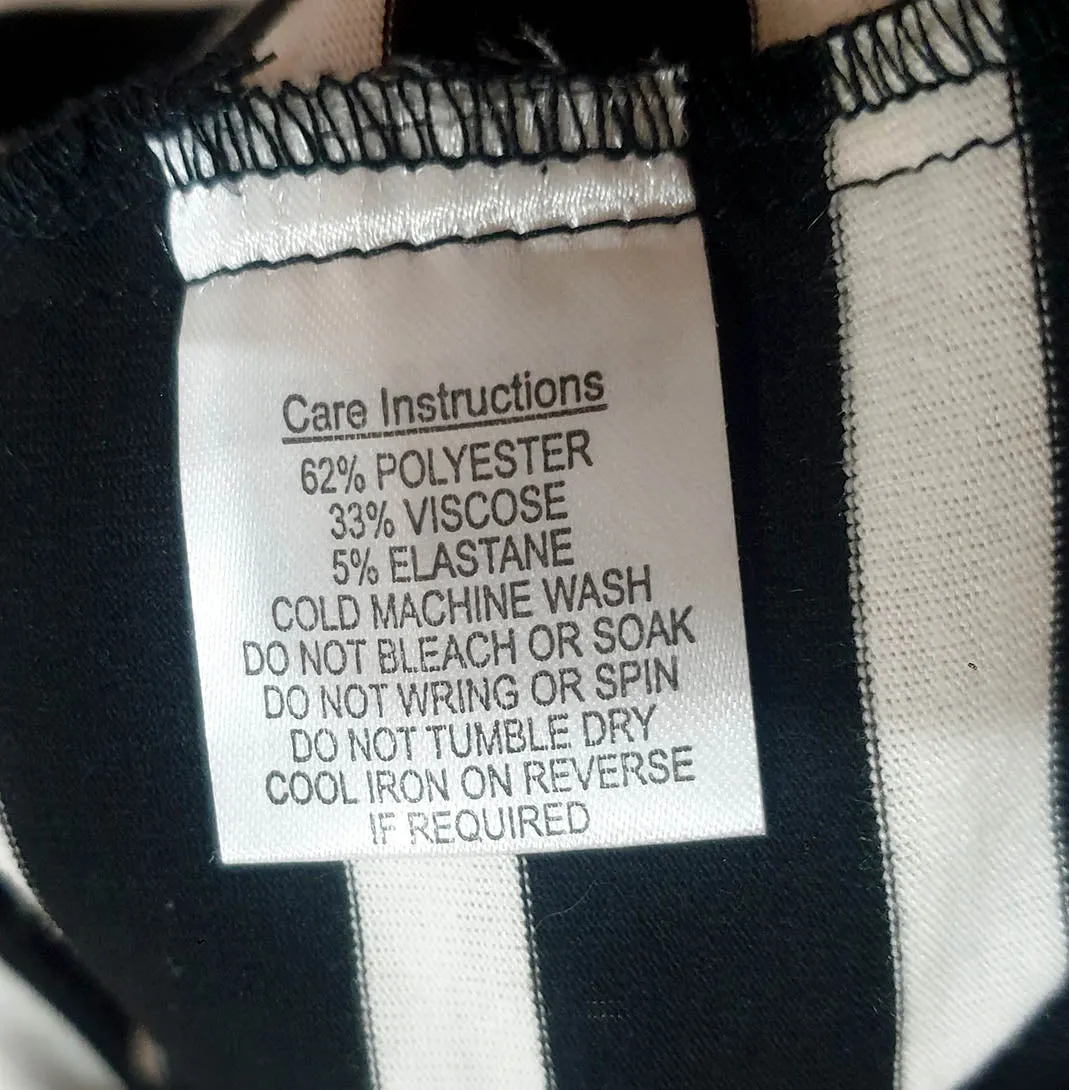 Care Instructions
62% POLYESTER
33% VISCOSE
5% ELASTANE
COLD MACHINE WASH
DO NOT BLEACH OR SOAK
DO NOT WRING OR SPIN
DO NOT TUMBLE DRY
COOL IRON ON REVERSE
IF REQUIRED